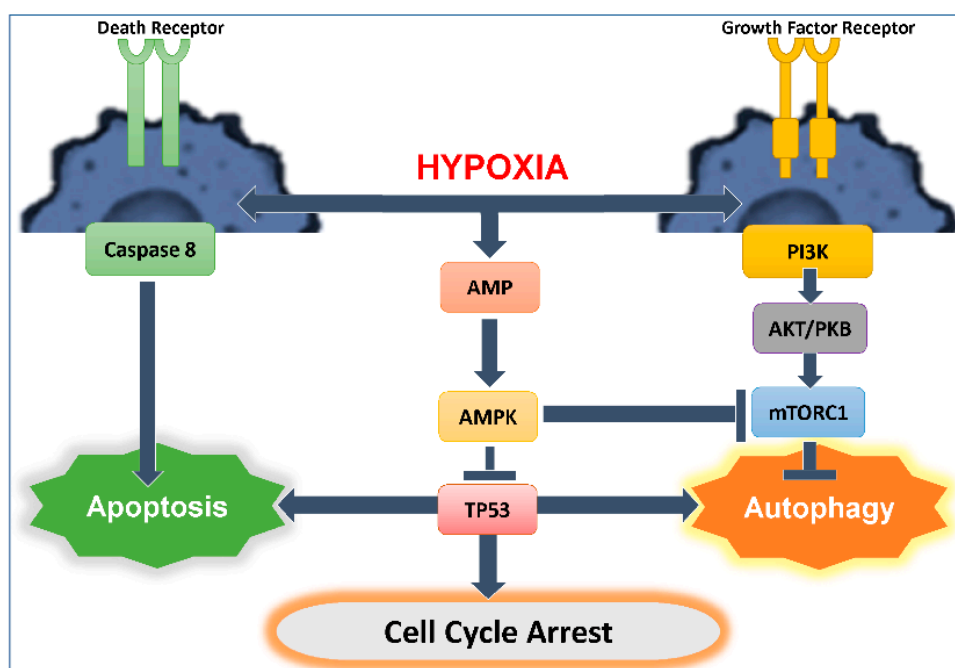 Death Receptor
Growth Factor Receptor
HYPOXIA
Caspase 8
PI3K
AMP
AKT/PKB
AMPK
mTORC1
Apoptosis
TP53
Autophagy
Cell Cycle Arrest